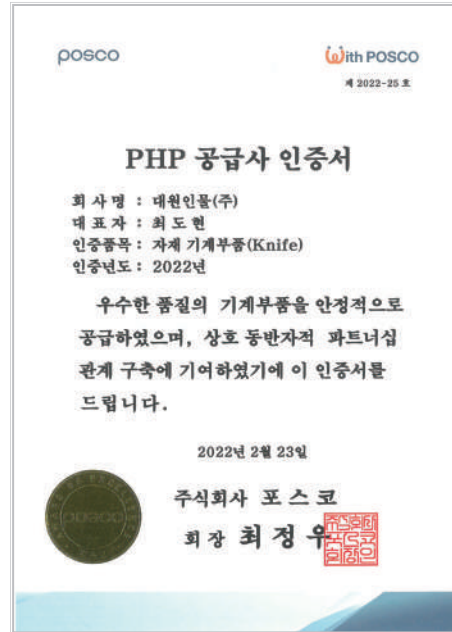 posco
With POSCO
제 2022-25 호
PHP 공급사 인증서
회 사 명 : 대원인물(주)
대 표 자 : 최 도 현
인증품목 : 자재 기계부품(Knife)
인증년도 : 2022년
우수한 품질의 기계부품을 안정적으로
공급하였으며, 상호 동반자적 파트너십
관계 구축에 기여하였기에 이 인증서를
드립니다.
2022년 2월 23일
주식회사 포스코
회장 최 정 우